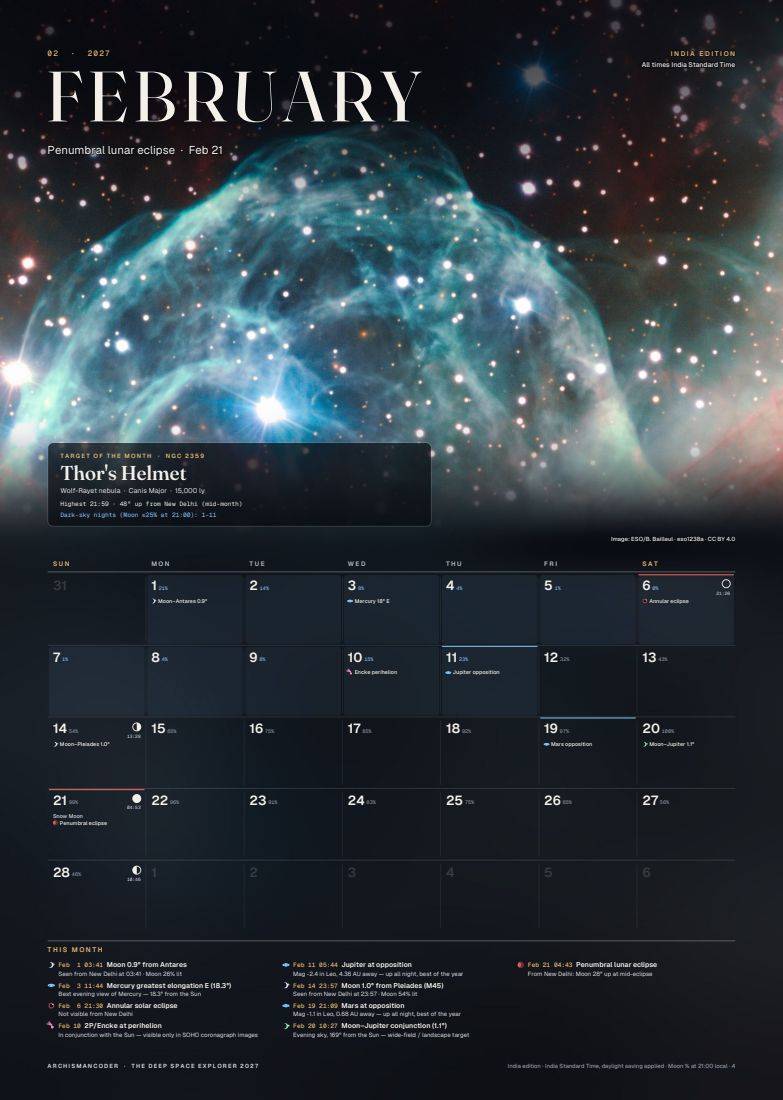 02 · 2027
INDIA EDITION
All times India Standard Time
FEBRUARY
Penumbral lunar eclipse · Feb 21
TARGET OF THE MONTH · NGC 2359
Thor's Helmet
Wolf-Rayet nebula · Canis Major · 15,000 ly
Highest 21:59 · 48° up from New Delhi (mid-month)
Dark-sky nights (Moon ≤25% at 21:00): 1-11
Image: ESO/B. Bailleul · eso1238a · CC BY 4.0
SUN MON TUE WED THU FRI SAT
31 1 21% 2 14% 3 8% 4 4% 5 1% 6 0%
21:26
Moon–Antares 0.9° Mercury 18° E Annular eclipse
7 1% 8 4% 9 8% 10 15% 11 23% 12 32% 13 43%
Encke perihelion Jupiter opposition
14 54% 15 65% 16 75% 17 85% 18 92% 19 97% 20 100%
13:28
Moon–Pleiades 1.0° Mars opposition Moon–Jupiter 1.1°
21 99% 22 96% 23 91% 24 83% 25 75% 26 65% 27 56%
04:53
Snow Moon
Penumbral eclipse
28 46% 1 2 3 4 5 6
10:46
THIS MONTH
Feb 1 03:41 Moon 0.9° from Antares
Seen from New Delhi at 03:41 · Moon 26% lit
Feb 3 11:44 Mercury greatest elongation E (18.3°)
Best evening view of Mercury — 18.3° from the Sun
Feb 6 21:30 Annular solar eclipse
Not visible from New Delhi
Feb 10 2P/Encke at perihelion
In conjunction with the Sun — visible only in SOHO coronagraph images
Feb 11 05:44 Jupiter at opposition
Mag -2.4 in Leo, 4.36 AU away — up all night, best of the year
Feb 14 23:57 Moon 1.0° from Pleiades (M45)
Seen from New Delhi at 23:57 · Moon 54% lit
Feb 19 21:09 Mars at opposition
Mag -1.1 in Leo, 0.68 AU away — up all night, best of the year
Feb 20 10:27 Moon–Jupiter conjunction (1.1°)
Evening sky, 169° from the Sun — wide-field / landscape target
Feb 21 04:43 Penumbral lunar eclipse
From New Delhi: Moon 28° up at mid-eclipse
ARCHISMANCODER · THE DEEP SPACE EXPLORER 2027
India edition · India Standard Time, daylight saving applied · Moon % at 21:00 local · 4